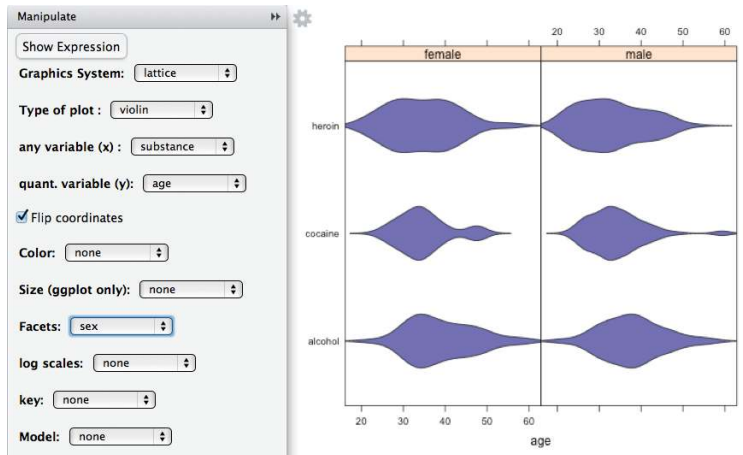 Manipulate
Show Expression
Graphics System: lattice
Type of plot : violin
any variable (x) : substance
quant. variable (y): age
Flip coordinates
Color: none
Size (ggplot only): none
Facets: sex
log scales: none
key: none
Model: none
20 30 40 50 60
female male
heroin
cocaine
alcohol
20 30 40 50 60
age